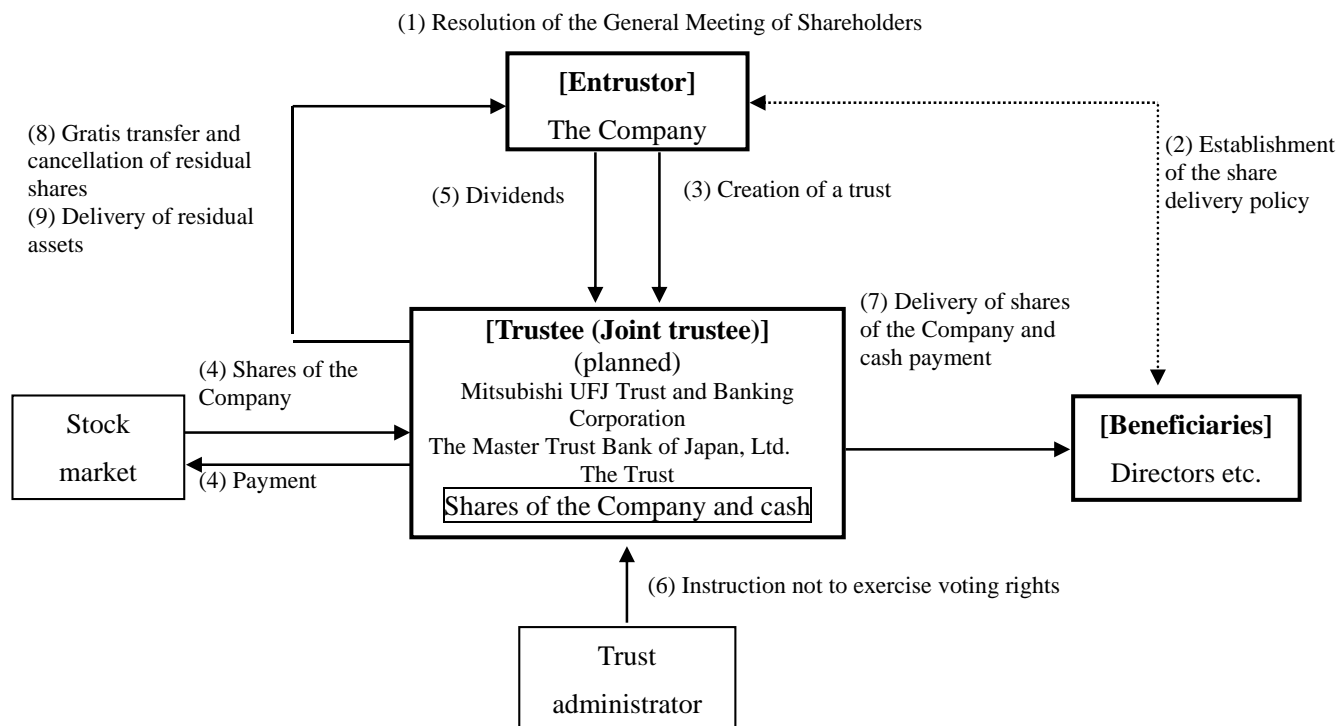 (1) Resolution of the General Meeting of Shareholders
[Entrustor]
The Company
(8) Gratis transfer and
cancellation of residual
shares
(9) Delivery of residual
assets
(5) Dividends
(3) Creation of a trust
(2) Establishment
of the share
delivery policy
(7) Delivery of shares
of the Company and
cash payment
[Trustee (Joint trustee)]
(planned)
Mitsubishi UFJ Trust and Banking
Corporation
The Master Trust Bank of Japan, Ltd.
The Trust
Shares of the Company and cash
(4) Shares of the
Company
Stock
market
(4) Payment
[Beneficiaries]
Directors etc.
(6) Instruction not to exercise voting rights
Trust
administrator